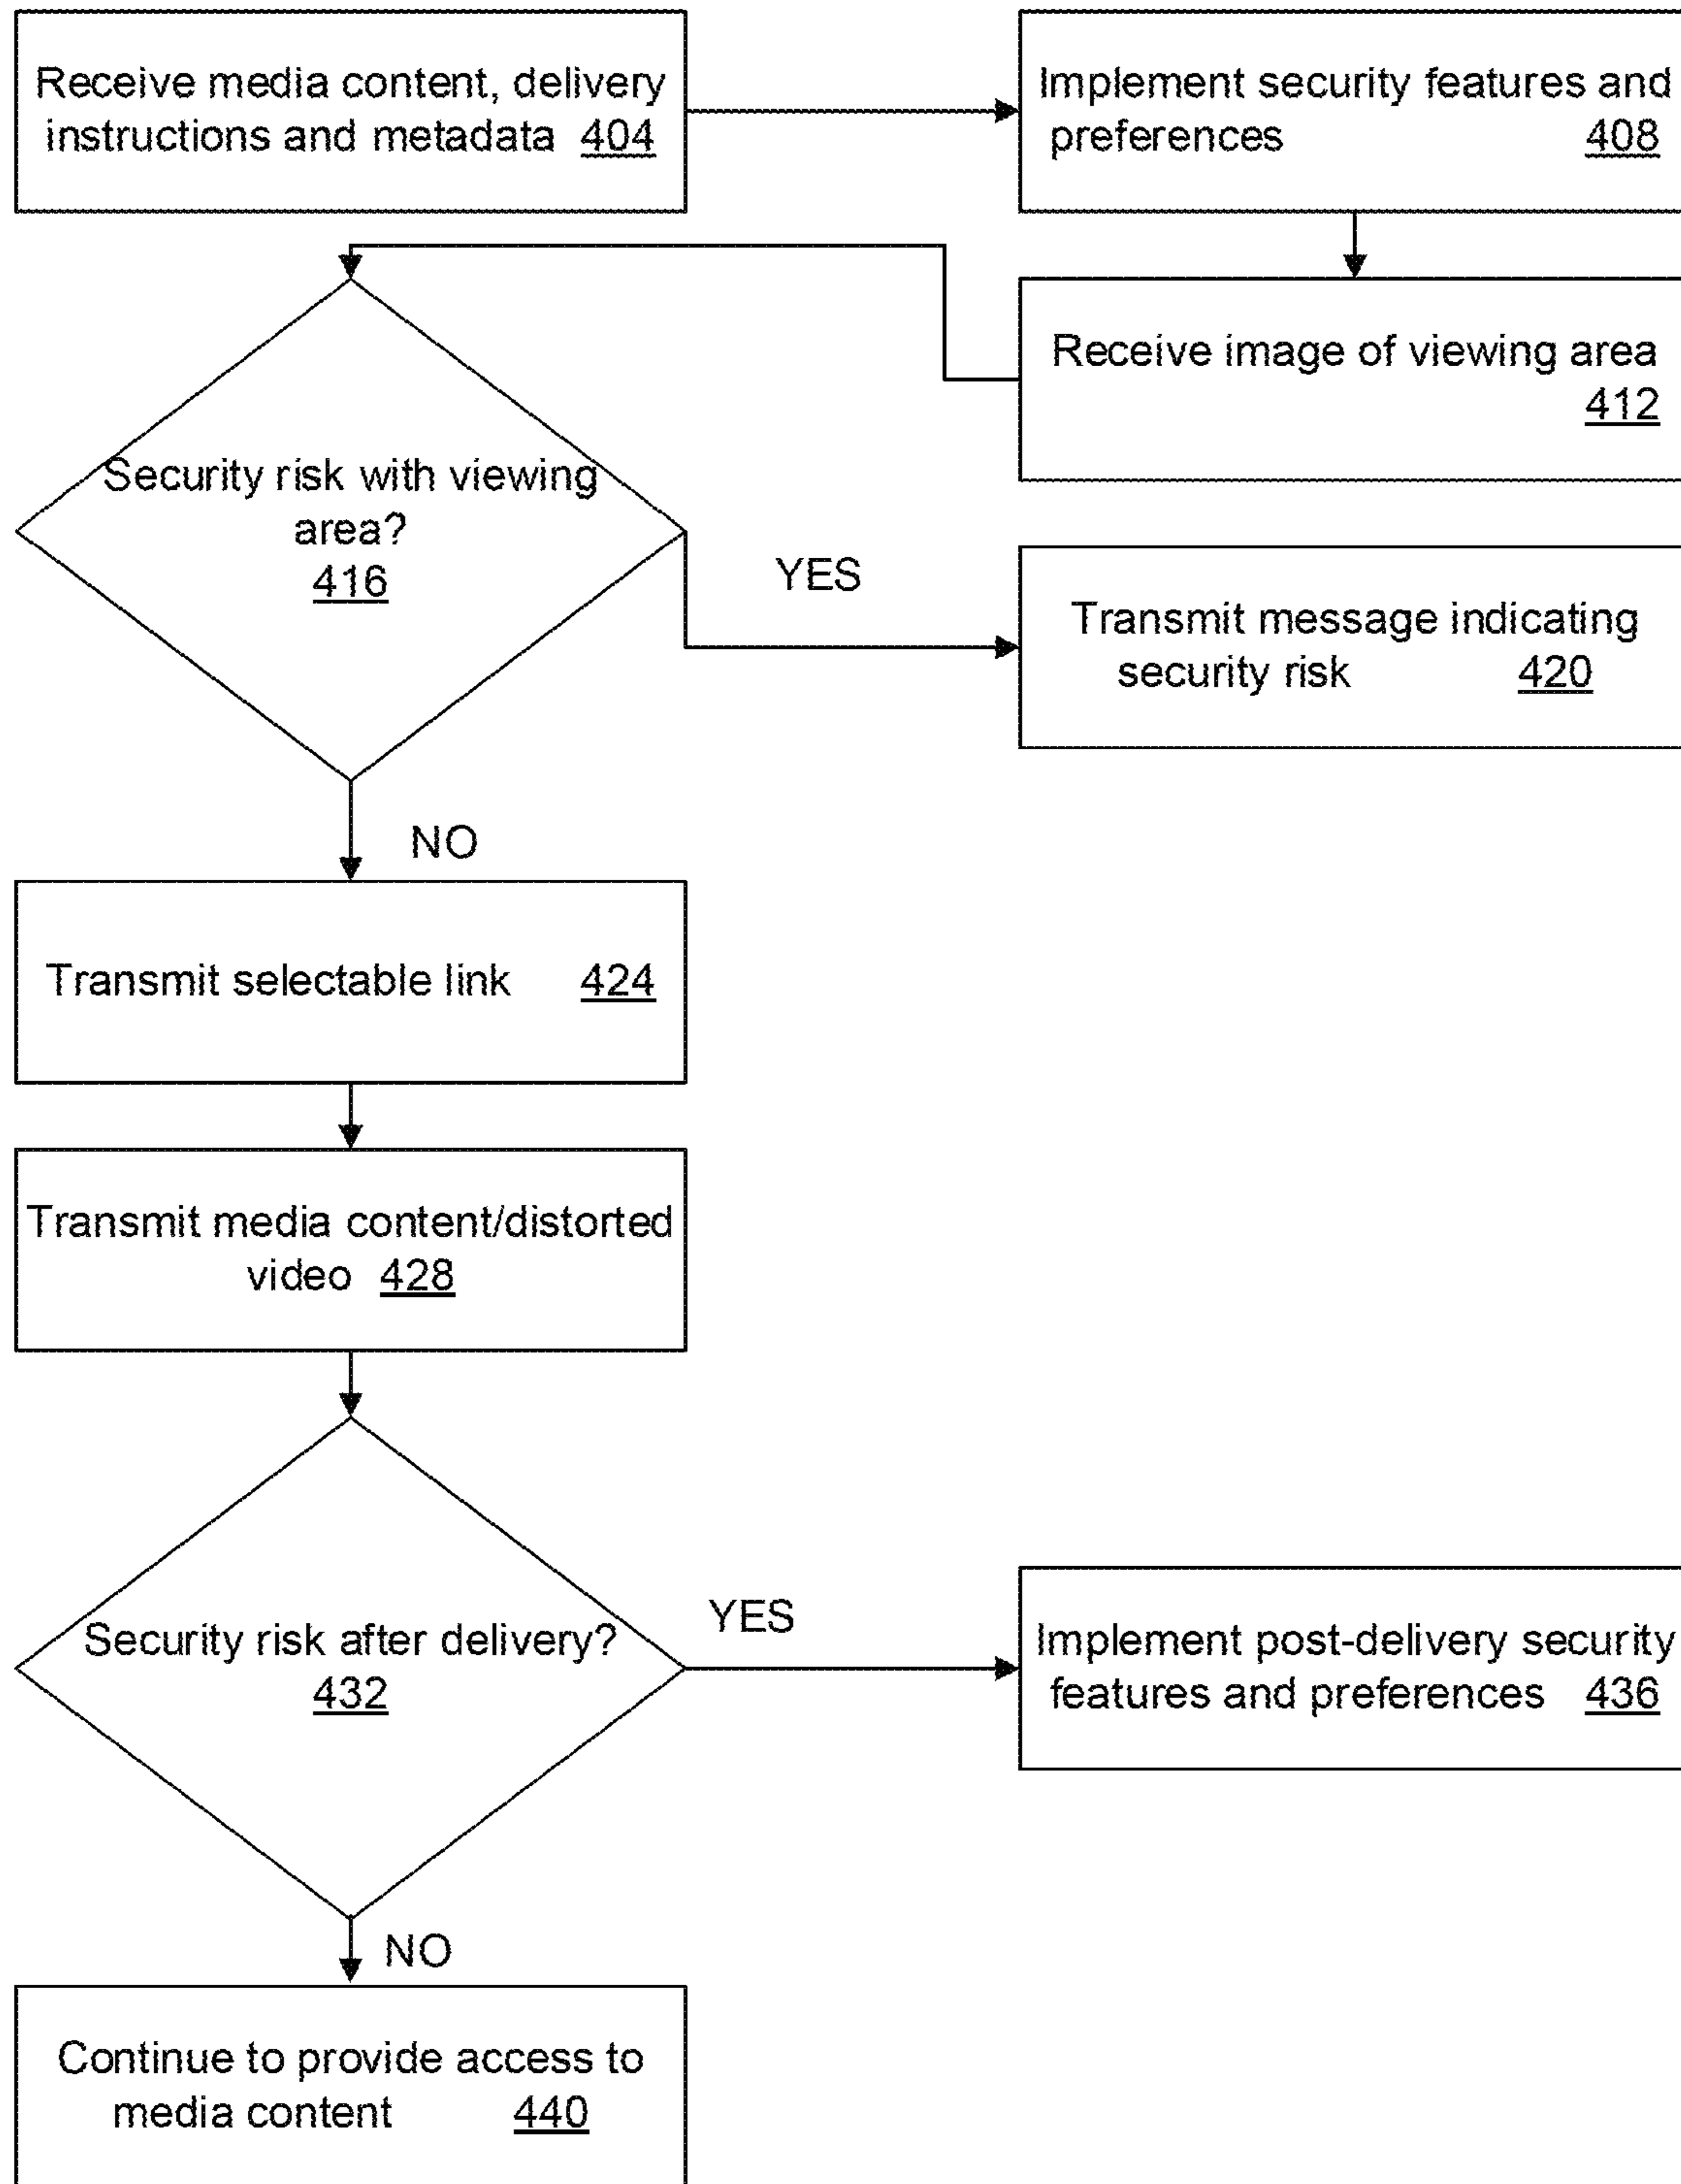 Receive media content, delivery
instructions and metadata 404
Implement security features and
preferences 408
Receive image of viewing area
412
Security risk with viewing
area?
416
YES
Transmit message indicating
security risk 420
NO
Transmit selectable link 424
Transmit media content/distorted
video 428
Security risk after delivery?
432
YES
Implement post-delivery security
features and preferences 436
NO
Continue to provide access to
media content 440